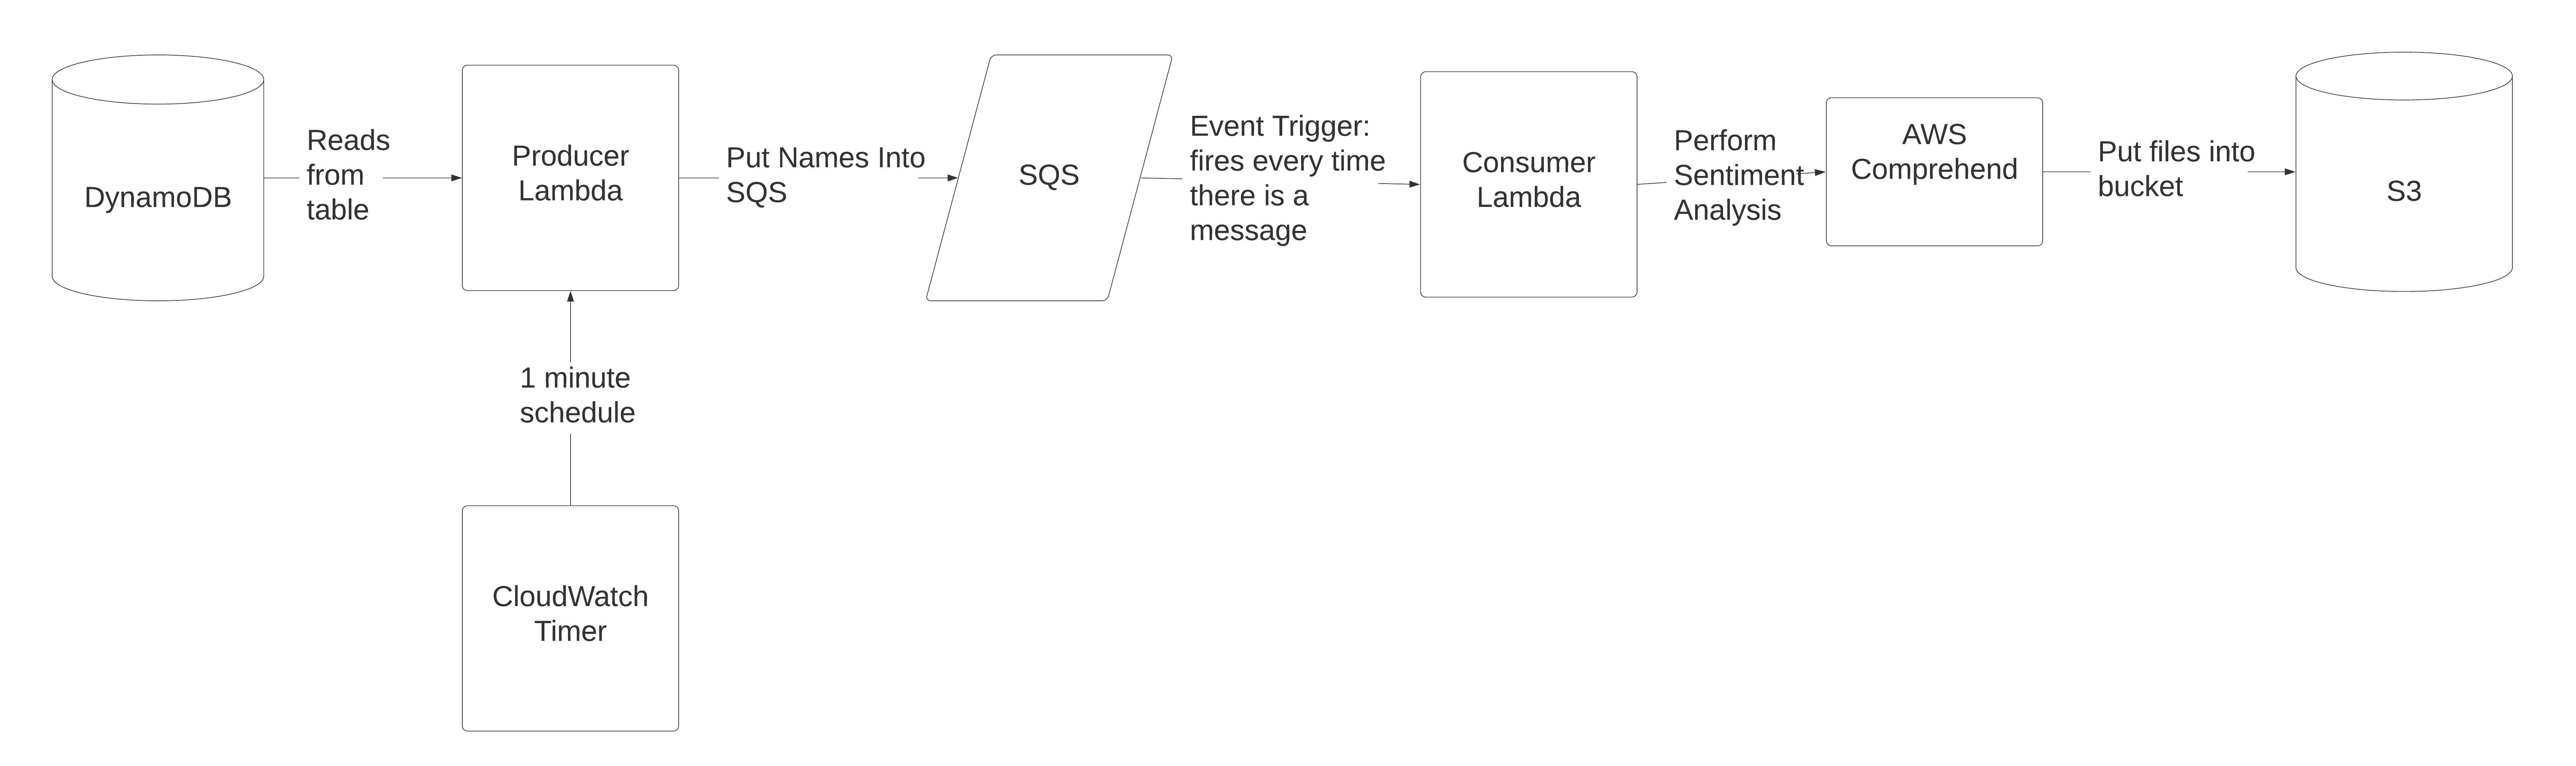 DynamoDB
Reads
from
table
Producer
Lambda
Put Names Into
SQS
SQS
Event Trigger:
fires every time
there is a
message
Consumer
Lambda
Perform
Sentiment
Analysis
AWS
Comprehend
Put files into
bucket
S3
1 minute
schedule
CloudWatch
Timer